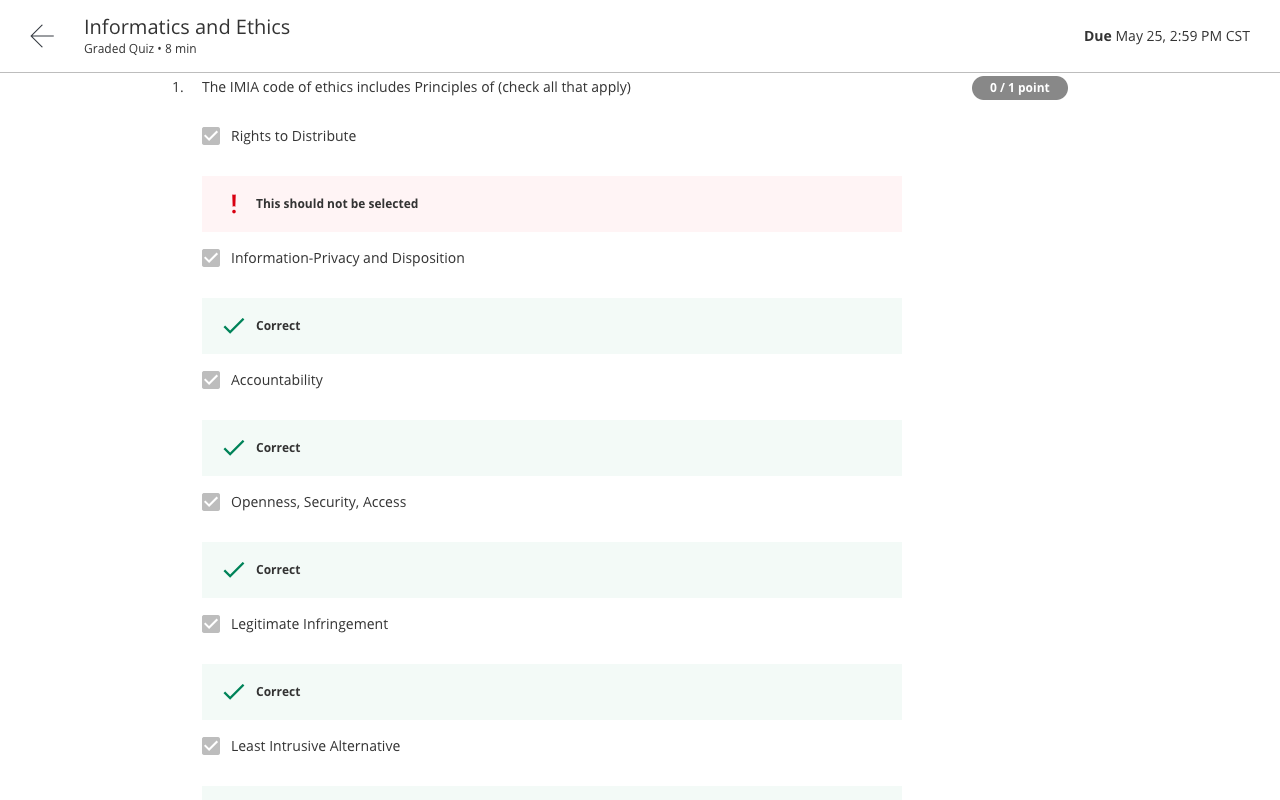 Informatics and Ethics
Graded Quiz • 8 min
Due May 25, 2:59 PM CST
1. The IMIA code of ethics includes Principles of (check all that apply)
0 / 1 point
Rights to Distribute
This should not be selected
Information-Privacy and Disposition
Correct
Accountability
Correct
Openness, Security, Access
Correct
Legitimate Infringement
Correct
Least Intrusive Alternative